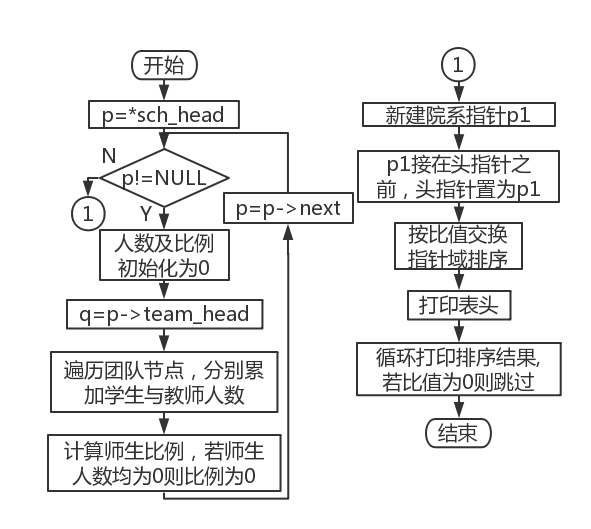 开始
p=*sch_head
N
p!=NULL
1
Y
p=p->next
人数及比例
初始化为0
q=p->team_head
遍历团队节点，分别累
加学生与教师人数
计算师生比例，若师生
人数均为0则比例为0
1
新建院系指针p1
p1接在头指针之
前，头指针置为p1
按比值交换
指针域排序
打印表头
循环打印排序结果,
若比值为0则跳过
结束